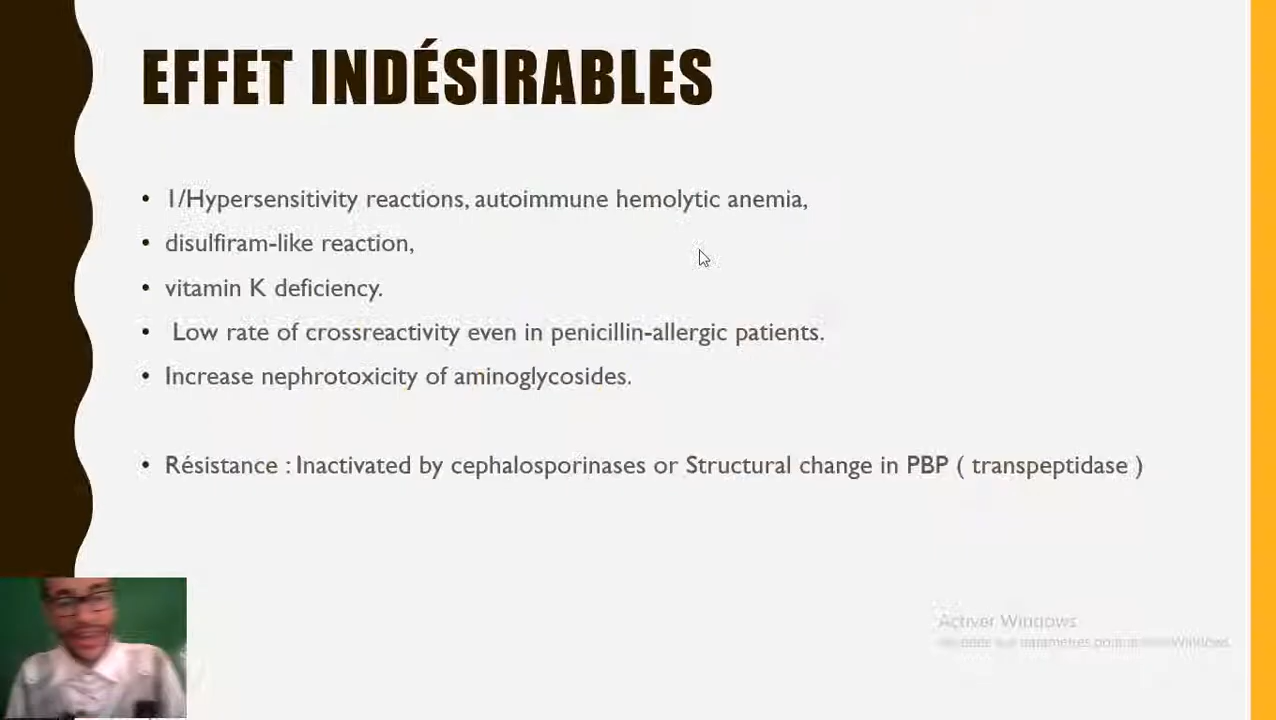 EFFET INDÉSIRABLES
• 1/Hypersensitivity reactions, autoimmune hemolytic anemia,
• disulfiram-like reaction,
• vitamin K deficiency.
• Low rate of crossreactivity even in penicillin-allergic patients.
• Increase nephrotoxicity of aminoglycosides.
• Résistance : Inactivated by cephalosporinases or Structural change in PBP ( transpeptidase )
Activer Windows
paramètres Windows